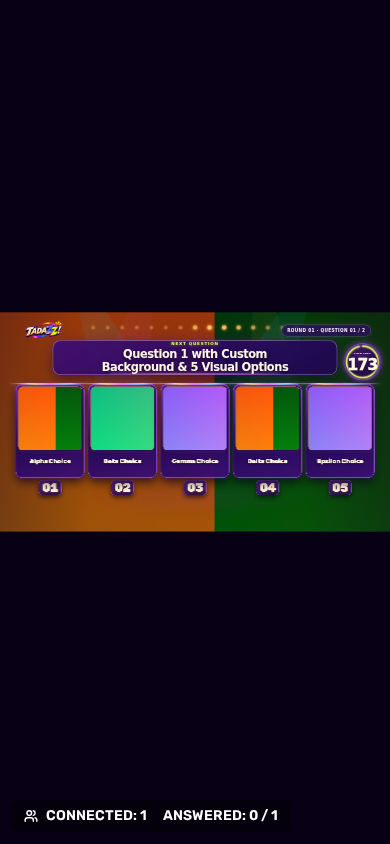 TADAZZ!
ROUND 01 - QUESTION 01 / 2
NEXT QUESTION
Question 1 with Custom
Background & 5 Visual Options
173
Alpha Choice
Beta Choice
Gamma Choice
Delta Choice
Epsilon Choice
01
02
03
04
05
CONNECTED: 1
ANSWERED: 0 / 1